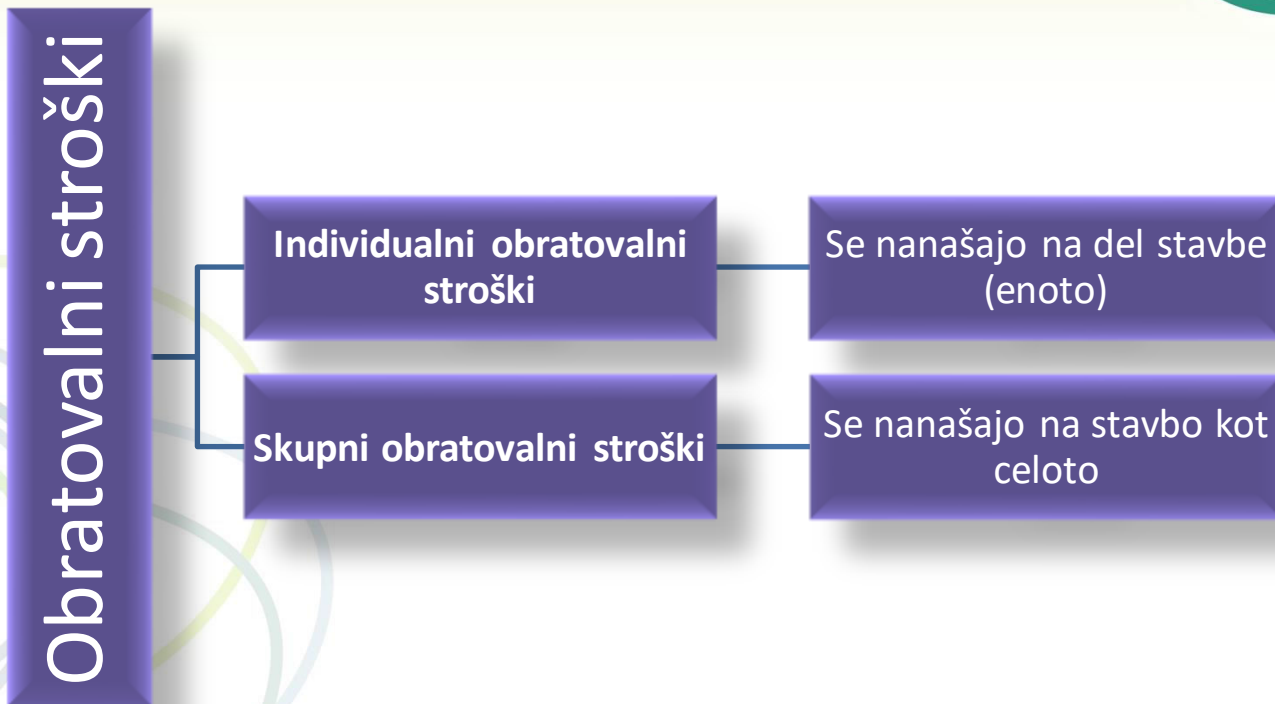 Obratovalni stroški
Individualni obratovalni
stroški
Se nanašajo na del stavbe
(enoto)
Skupni obratovalni stroški
Se nanašajo na stavbo kot
celoto